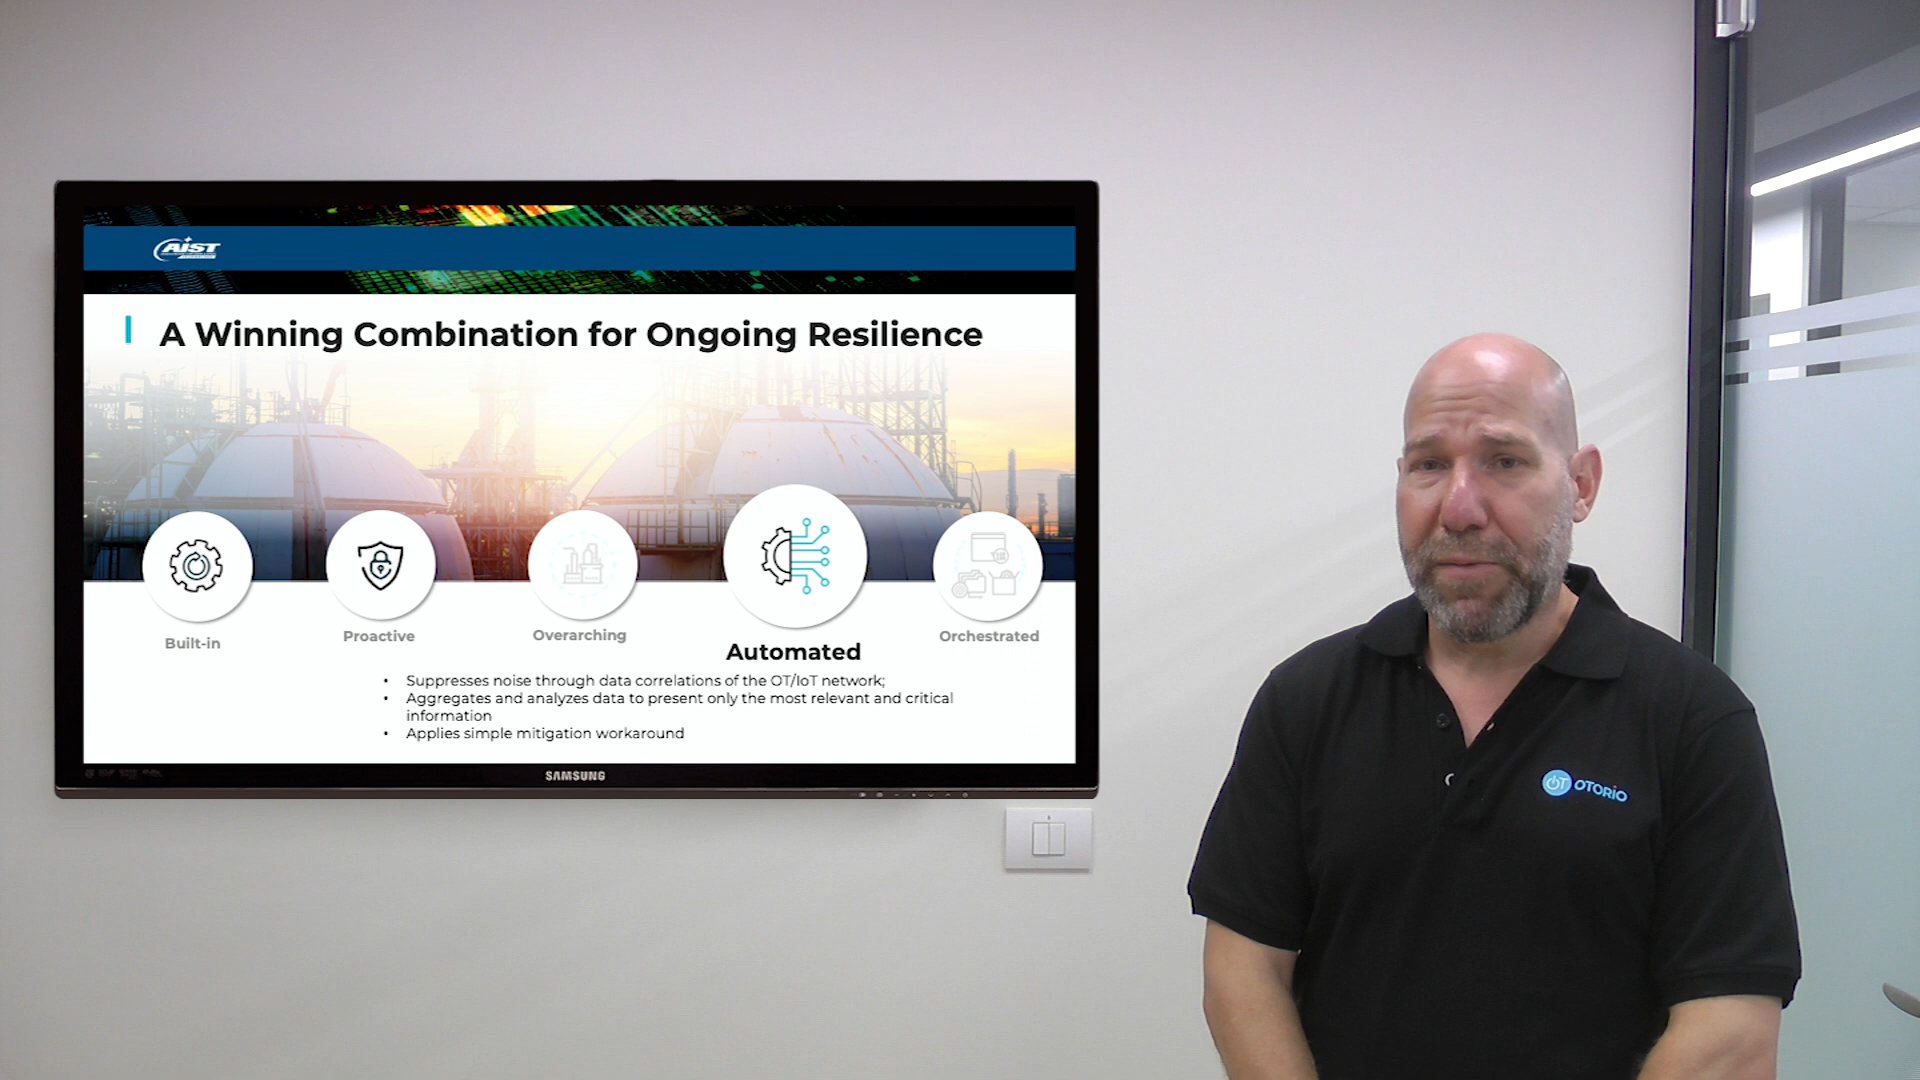 AIST
A Winning Combination for Ongoing Resilience
Built-in
Proactive
Overarching
Automated
Orchestrated
• Suppresses noise through data correlations of the OT/IoT network;
• Aggregates and analyzes data to present only the most relevant and critical
information
• Applies simple mitigation workaround
SAMSUNG
OT OTORIO